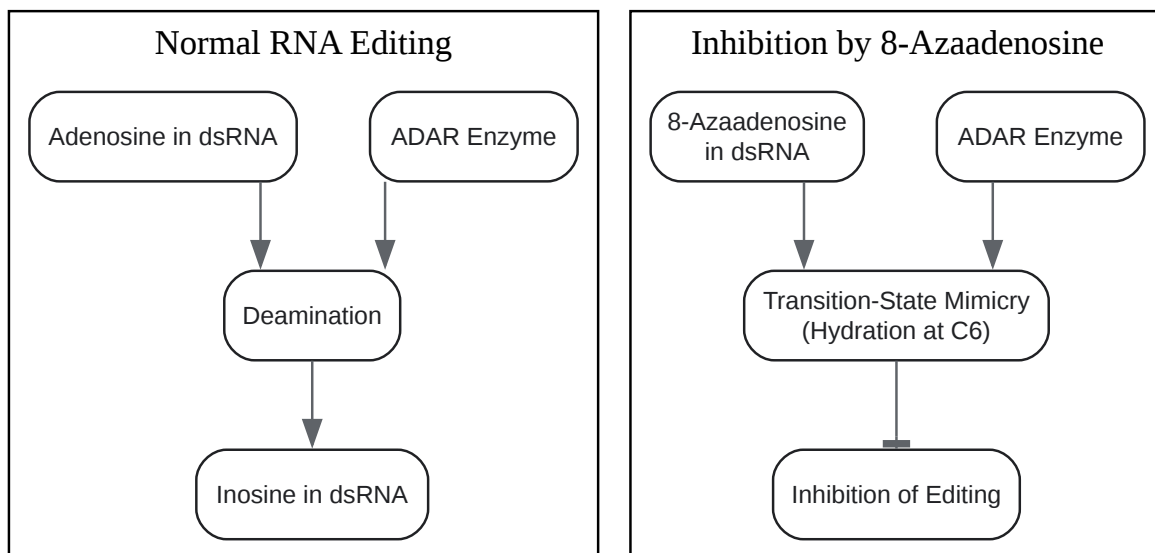 Normal RNA Editing
Adenosine in dsRNA
ADAR Enzyme
Deamination
Inosine in dsRNA
Inhibition by 8-Azaadenosine
8-Azaadenosine
in dsRNA
ADAR Enzyme
Transition-State Mimicry
(Hydration at C6)
Inhibition of Editing